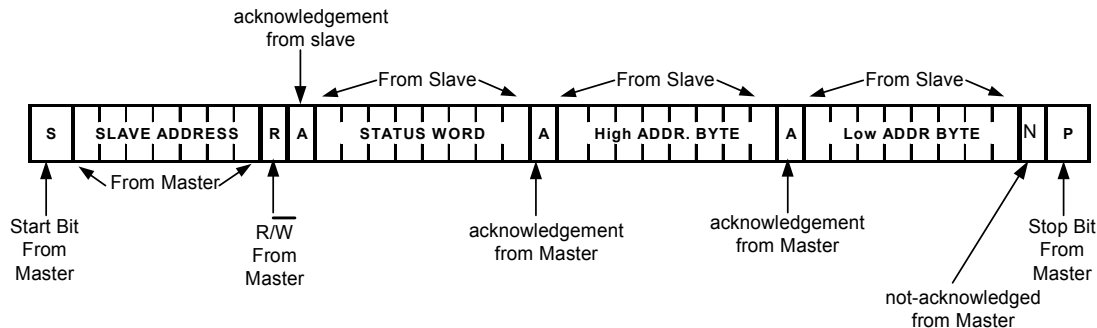 acknowledgement
from slave
From Slave
From Slave
From Slave
S SLAVE ADDRESS R A STATUS WORD A High ADDR. BYTE A Low ADDR BYTE N P
From Master
Start Bit
From
Master
R/W̅
From
Master
acknowledgement
from Master
acknowledgement
from Master
Stop Bit
From
Master
not-acknowledged
from Master